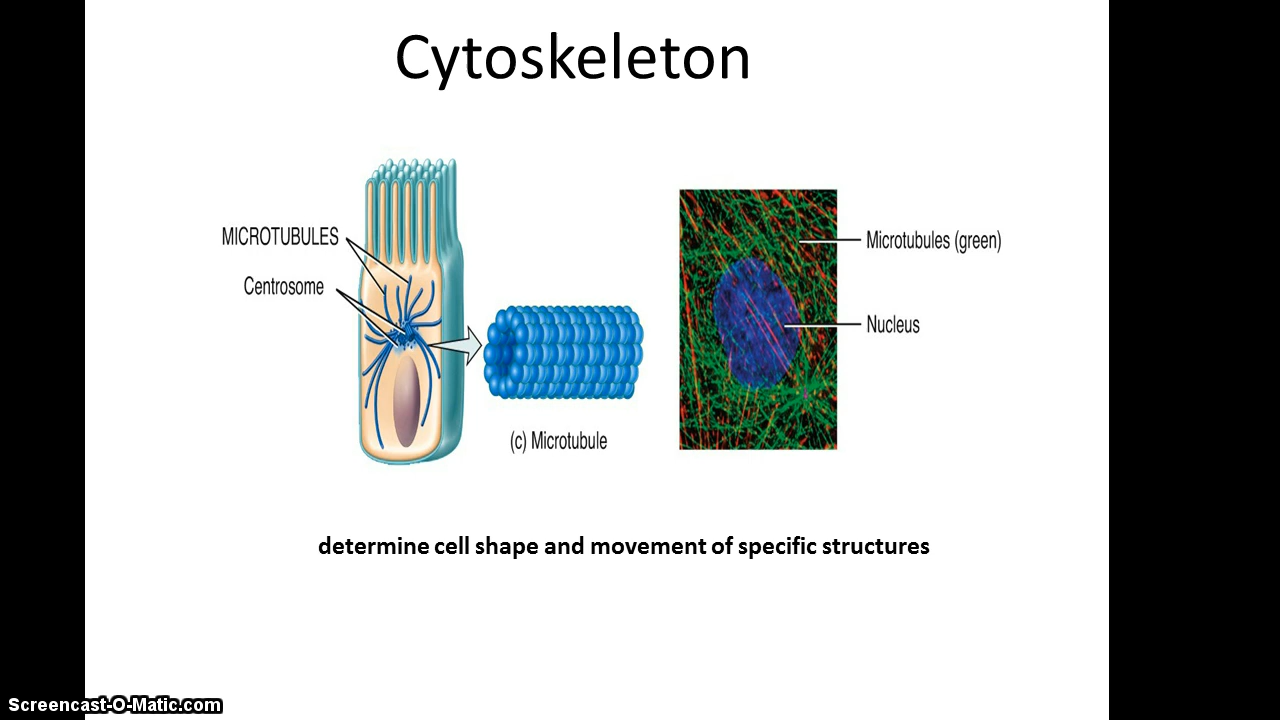 Cytoskeleton
MICROTUBULES
Centrosome
(c) Microtubule
Microtubules (green)
Nucleus
determine cell shape and movement of specific structures
Screencast-O-Matic.com